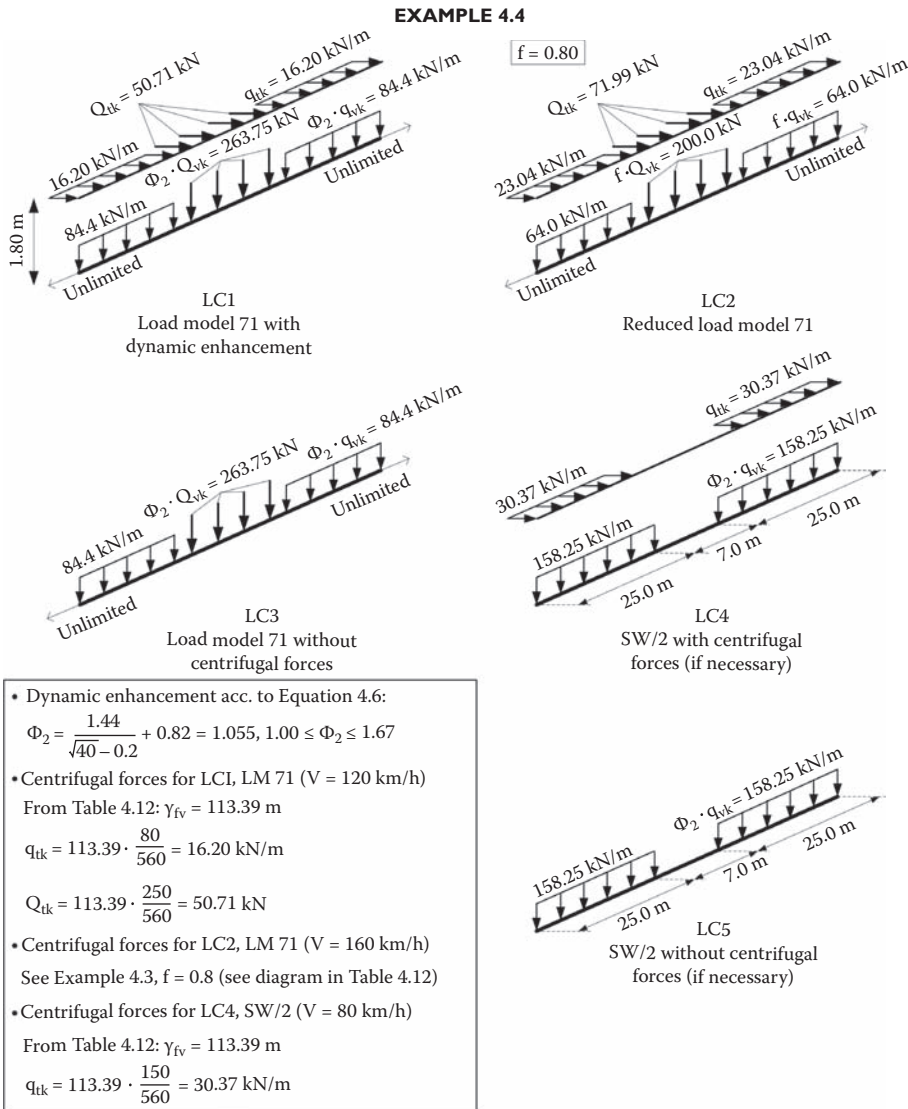 EXAMPLE 4.4
Q_tk = 50.71 kN
q_tk = 16.20 kN/m
16.20 kN/m
Φ_2 · Q_vk = 263.75 kN
Φ_2 · q_vk = 84.4 kN/m
84.4 kN/m
1.80 m
Unlimited
Unlimited
LC1
Load model 71 with
dynamic enhancement
f = 0.80
Q_tk = 71.99 kN
q_tk = 23.04 kN/m
23.04 kN/m
f · Q_vk = 200.0 kN
f · q_vk = 64.0 kN/m
64.0 kN/m
Unlimited
Unlimited
LC2
Reduced load model 71
Φ_2 · Q_vk = 263.75 kN
Φ_2 · q_vk = 84.4 kN/m
84.4 kN/m
Unlimited
Unlimited
LC3
Load model 71 without
centrifugal forces
q_tk = 30.37 kN/m
30.37 kN/m
Φ_2 · q_vk = 158.25 kN/m
158.25 kN/m
25.0 m
7.0 m
25.0 m
LC4
SW/2 with centrifugal
forces (if necessary)
• Dynamic enhancement acc. to Equation 4.6:
Φ_2 = 1.44 / (√40 – 0.2) + 0.82 = 1.055, 1.00 ≤ Φ_2 ≤ 1.67
• Centrifugal forces for LCI, LM 71 (V = 120 km/h)
From Table 4.12: γ_fv = 113.39 m
q_tk = 113.39 · 80/560 = 16.20 kN/m
Q_tk = 113.39 · 250/560 = 50.71 kN
• Centrifugal forces for LC2, LM 71 (V = 160 km/h)
See Example 4.3, f = 0.8 (see diagram in Table 4.12)
• Centrifugal forces for LC4, SW/2 (V = 80 km/h)
From Table 4.12: γ_fv = 113.39 m
q_tk = 113.39 · 150/560 = 30.37 kN/m
Φ_2 · q_vk = 158.25 kN/m
158.25 kN/m
25.0 m
7.0 m
25.0 m
LC5
SW/2 without centrifugal
forces (if necessary)